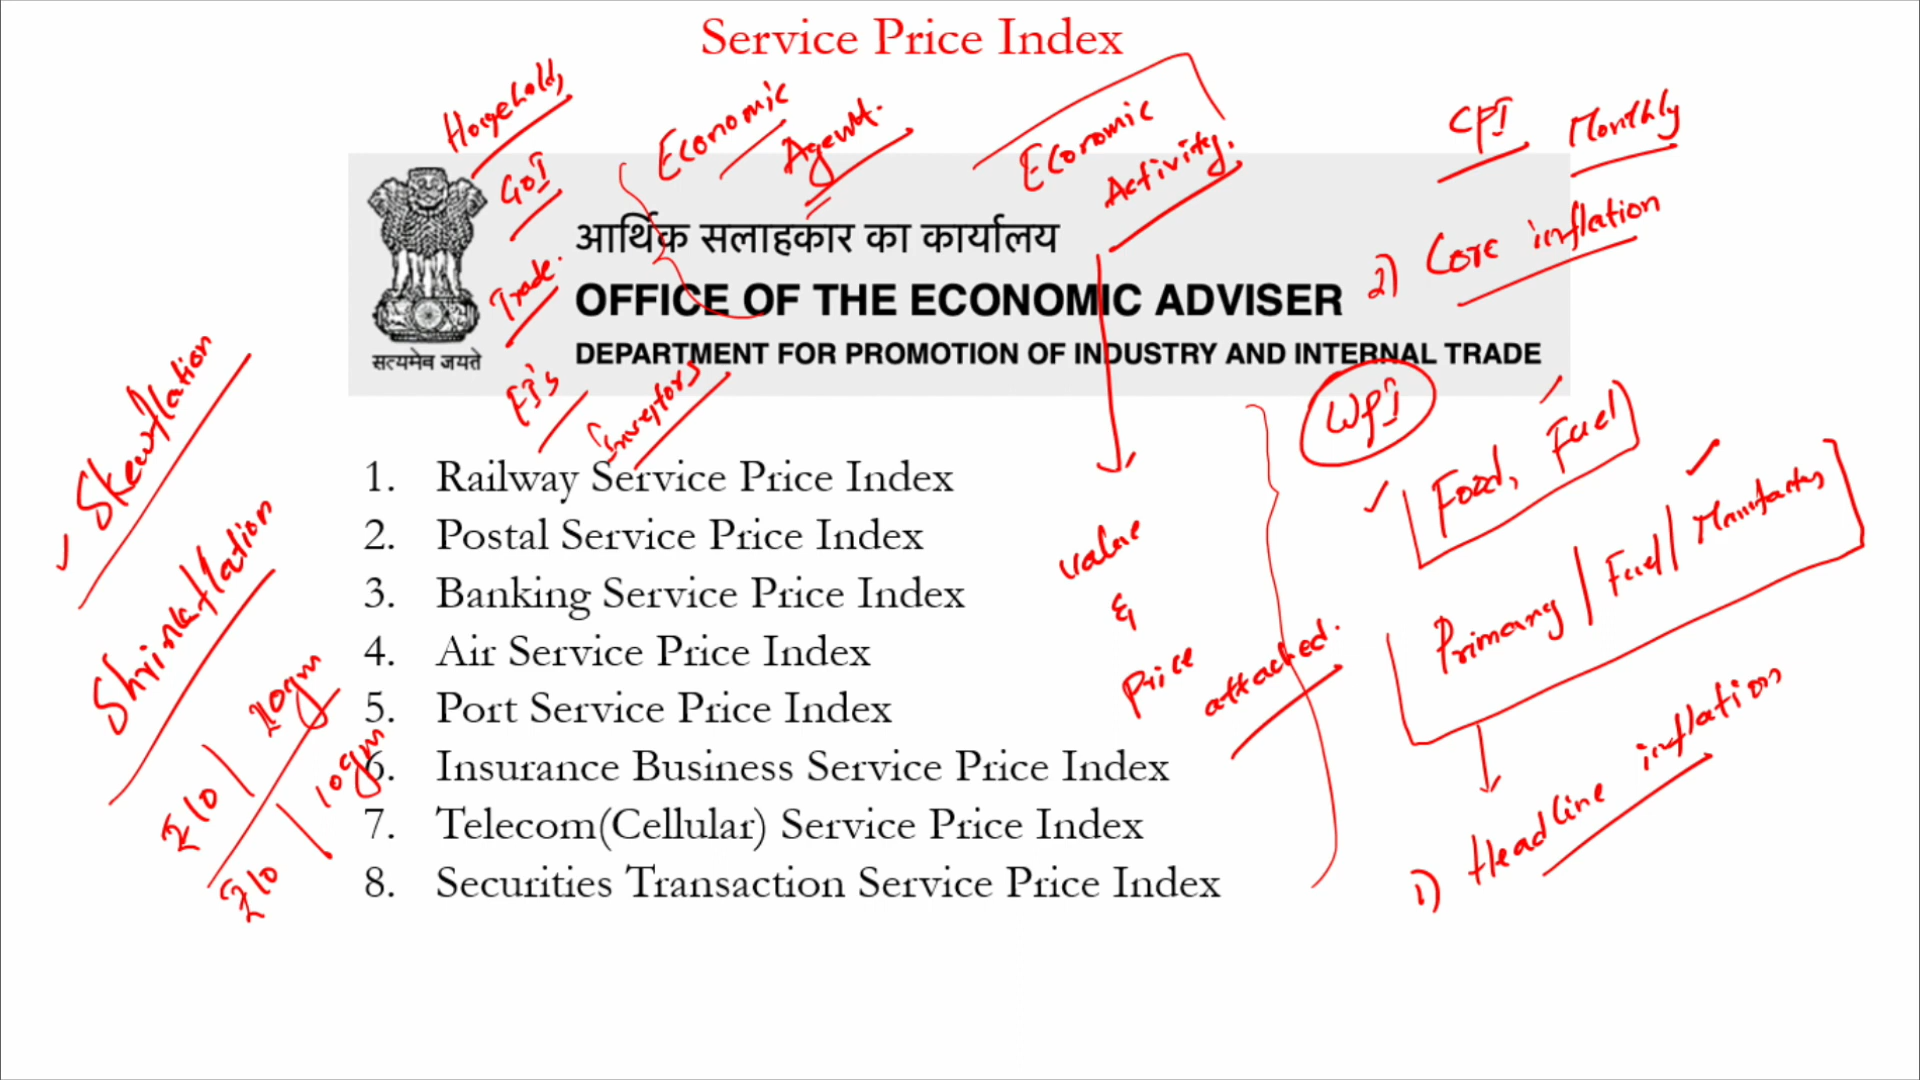 Service Price Index
Household,
GOI
Trade.
FI's
Investors
Economic
Agent.
Economic
Activity.
value
&
Price
attached.
CPI
Monthly
2) Core inflation
WPI
Food, Fuel
Primary | Fuel |
1) Headline inflation
Skewflation
Shrinkflation
₹10 | 20gm
₹10 | 10gm
सत्यमेव जयते
आर्थिक सलाहकार का कार्यालय
OFFICE OF THE ECONOMIC ADVISER
DEPARTMENT FOR PROMOTION OF INDUSTRY AND INTERNAL TRADE
1. Railway Service Price Index
2. Postal Service Price Index
3. Banking Service Price Index
4. Air Service Price Index
5. Port Service Price Index
6. Insurance Business Service Price Index
7. Telecom(Cellular) Service Price Index
8. Securities Transaction Service Price Index